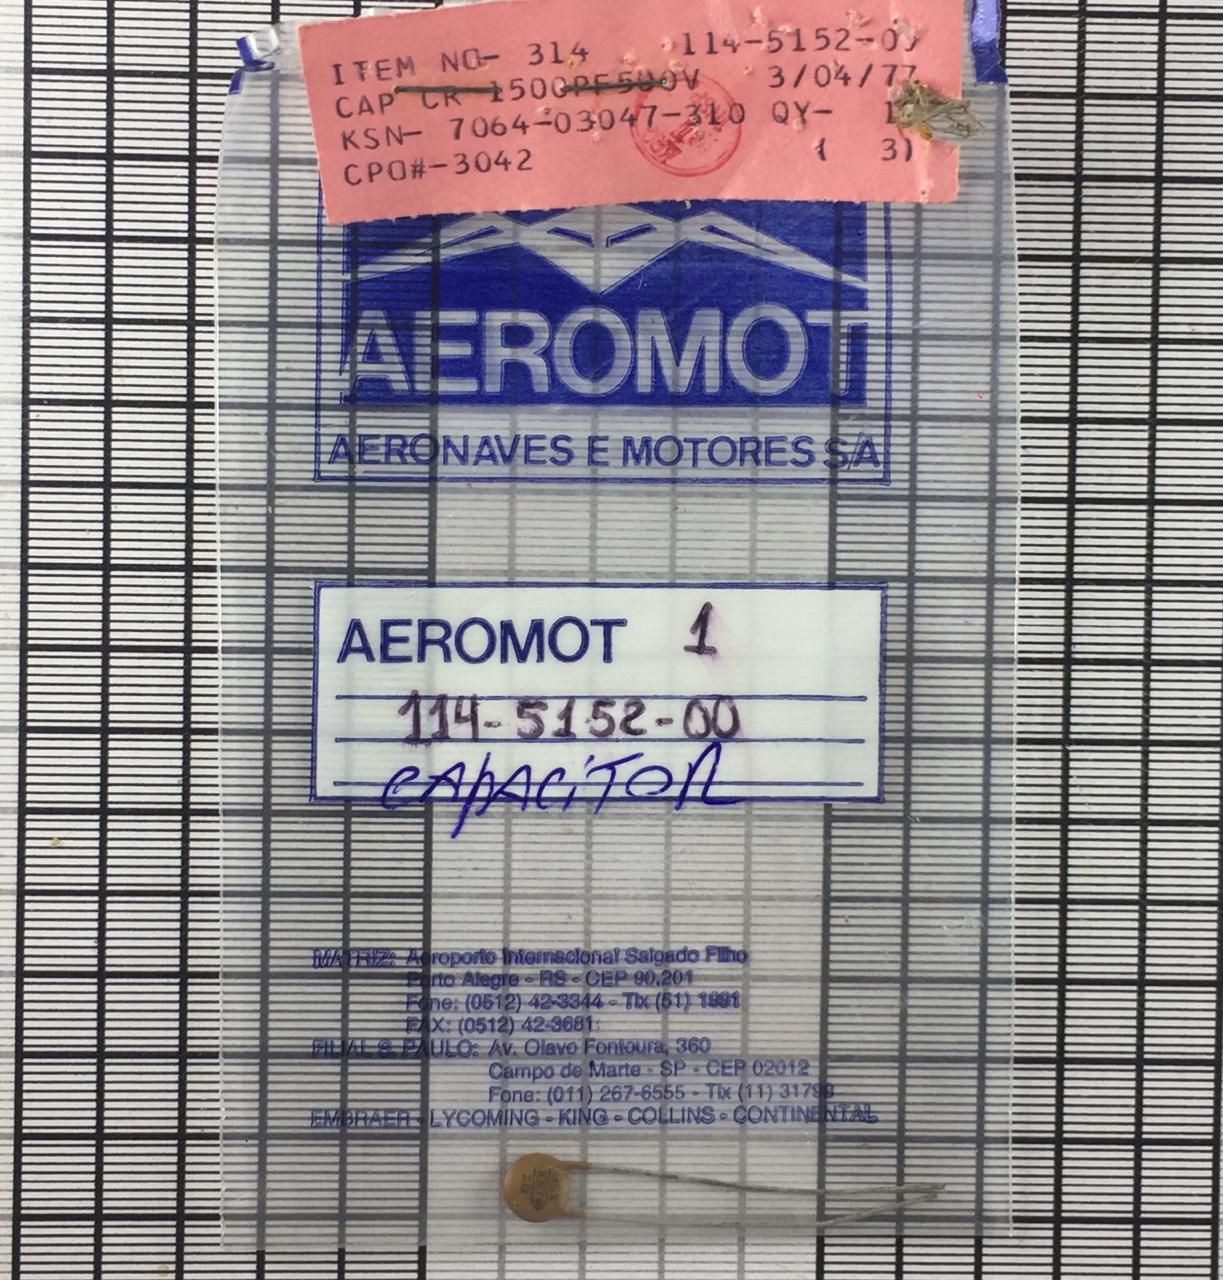 ITEM NO- 314 114-5152-00
CAP CR 1500PF500V 3/04/77
KSN- 7064-03047-310 QY- 1
CPO#-3042 ( 3)
AEROMOT
AERONAVES E MOTORES S/A
AEROMOT 1
114-5152-00
CAPACITOR
MATRIZ: Aeroporto Internacional Salgado Filho
Porto Alegre - RS - CEP 90.201
Fone: (0512) 42-3344 - Tlx (51) 1991
FAX: (0512) 42-3681
FILIAL S. PAULO: Av. Olavo Fontoura, 360
Campo de Marte - SP - CEP 02012
Fone: (011) 267-6555 - Tlx (11)
EMBRAER - LYCOMING - KING - COLLINS - CONTINENTAL